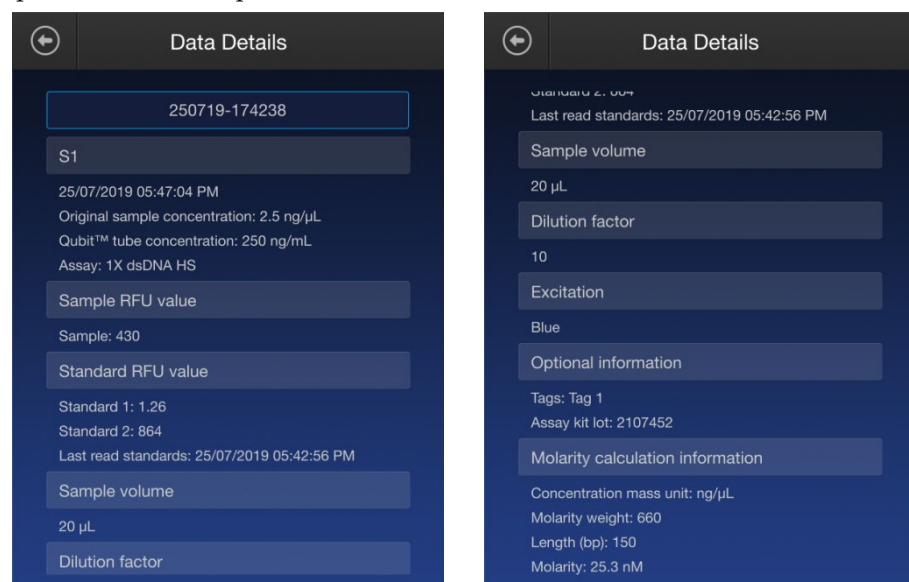 Data Details
250719-174238
S1
25/07/2019 05:47:04 PM
Original sample concentration: 2.5 ng/µL
Qubit™ tube concentration: 250 ng/mL
Assay: 1X dsDNA HS
Sample RFU value
Sample: 430
Standard RFU value
Standard 1: 1.26
Standard 2: 864
Last read standards: 25/07/2019 05:42:56 PM
Sample volume
20 µL
Dilution factor
Data Details
Standard 2: 864
Last read standards: 25/07/2019 05:42:56 PM
Sample volume
20 µL
Dilution factor
10
Excitation
Blue
Optional information
Tags: Tag 1
Assay kit lot: 2107452
Molarity calculation information
Concentration mass unit: ng/µL
Molarity weight: 660
Length (bp): 150
Molarity: 25.3 nM